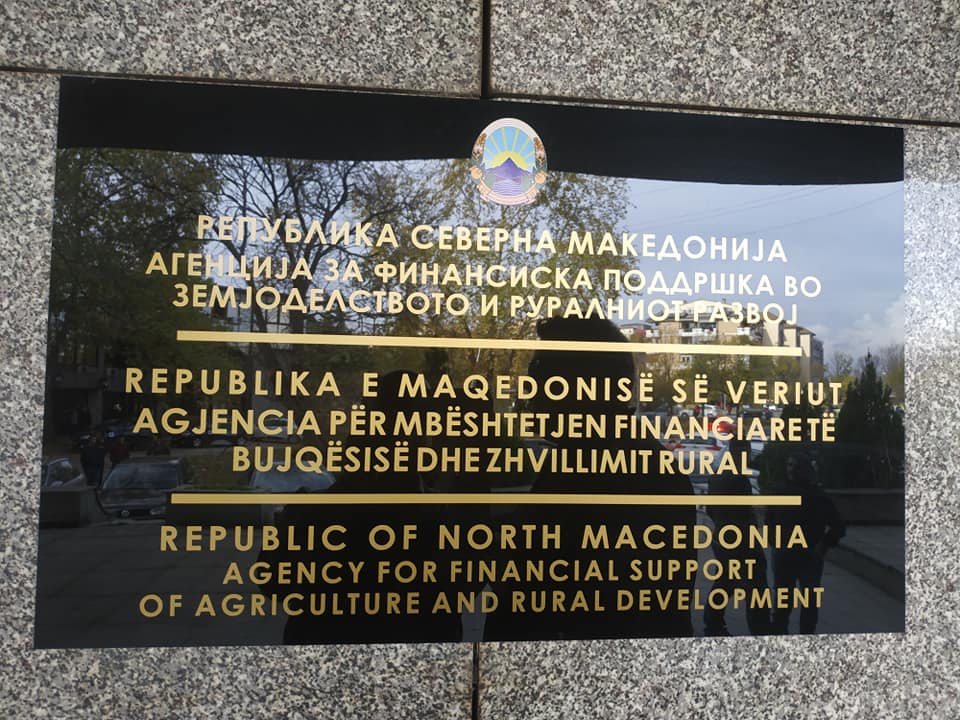 РЕПУБЛИКА СЕВЕРНА МАКЕДОНИЈА
АГЕНЦИЈА ЗА ФИНАНСИСКА ПОДДРШКА ВО
ЗЕМЈОДЕЛСТВОТО И РУРАЛНИОТ РАЗВОЈ
REPUBLIKA E MAQEDONISË SË VERIUT
AGJENCIA PËR MBËSHTETJEN FINANCIARE TË
BUJQËSISË DHE ZHVILLIMIT RURAL
REPUBLIC OF NORTH MACEDONIA
AGENCY FOR FINANCIAL SUPPORT
OF AGRICULTURE AND RURAL DEVELOPMENT